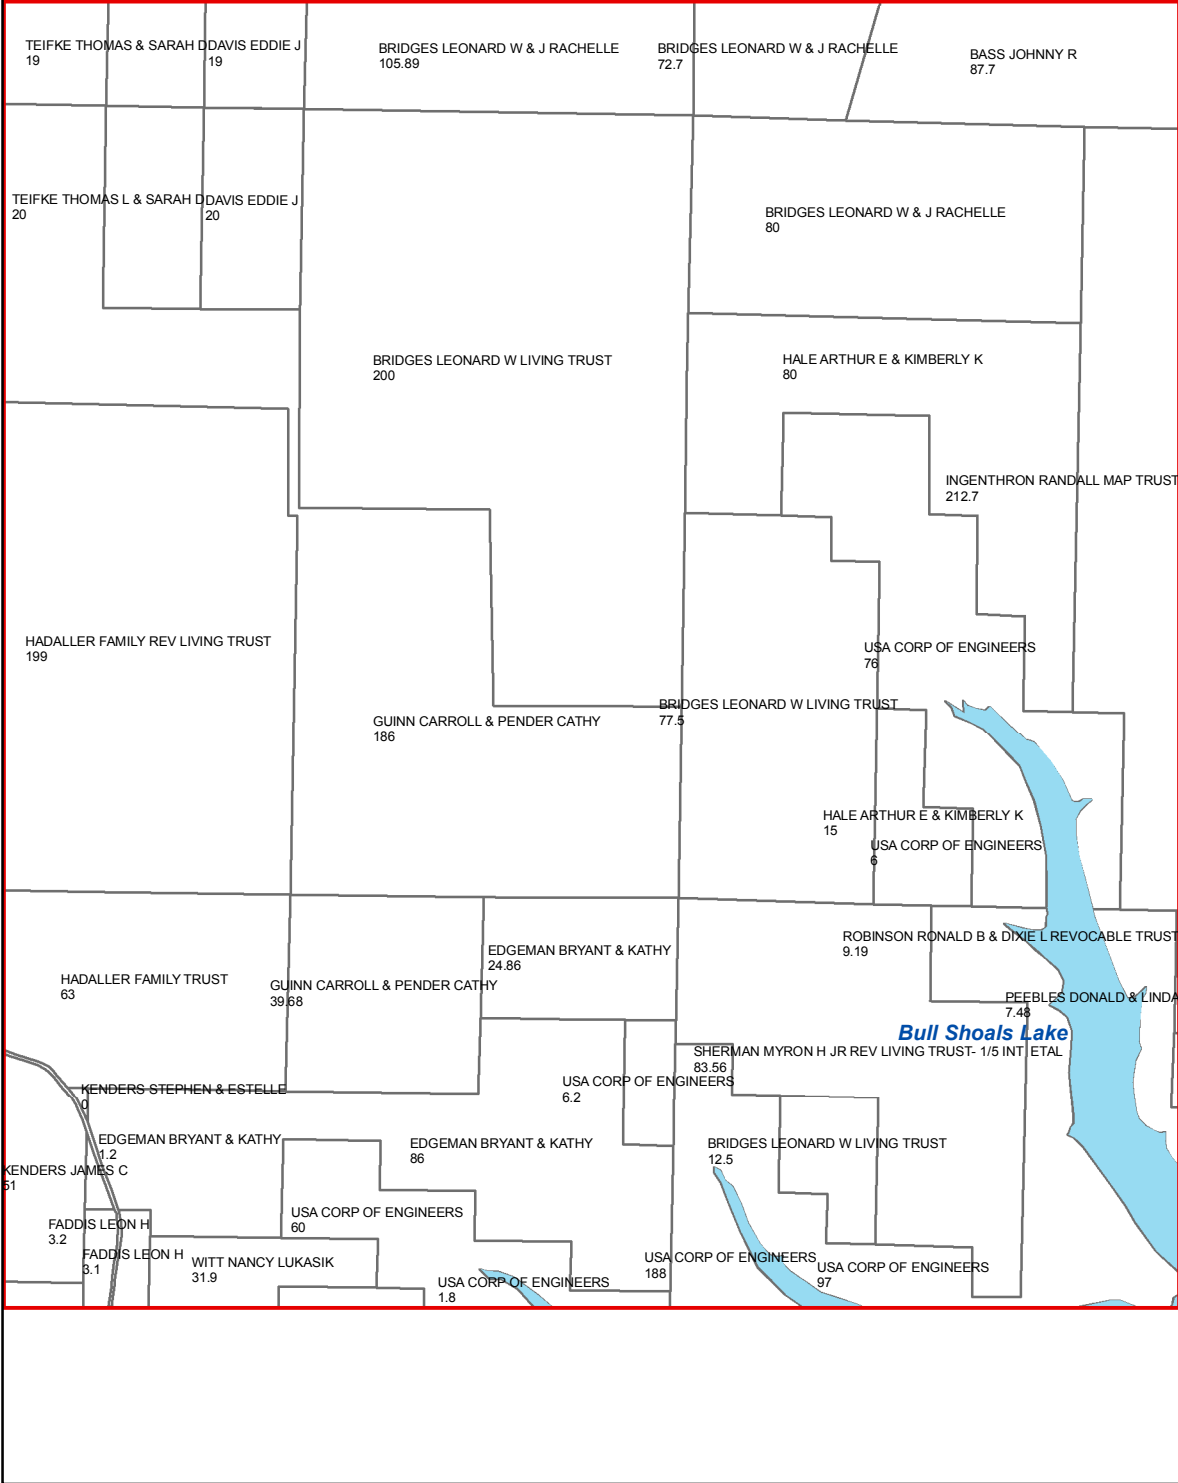 TEIFKE THOMAS & SARAH D
19
DAVIS EDDIE J
19
BRIDGES LEONARD W & J RACHELLE
105.89
BRIDGES LEONARD W & J RACHELLE
72.7
BASS JOHNNY R
87.7
TEIFKE THOMAS L & SARAH D
20
DAVIS EDDIE J
20
BRIDGES LEONARD W & J RACHELLE
80
BRIDGES LEONARD W LIVING TRUST
200
HALE ARTHUR E & KIMBERLY K
80
INGENTHRON RANDALL MAP TRUST
212.7
HADALLER FAMILY REV LIVING TRUST
199
USA CORP OF ENGINEERS
76
BRIDGES LEONARD W LIVING TRUST
77.5
GUINN CARROLL & PENDER CATHY
186
HALE ARTHUR E & KIMBERLY K
15
USA CORP OF ENGINEERS
6
ROBINSON RONALD B & DIXIE L REVOCABLE TRUST
9.19
EDGEMAN BRYANT & KATHY
24.86
HADALLER FAMILY TRUST
63
GUINN CARROLL & PENDER CATHY
39.68
PEEBLES DONALD & LINDA
7.48
Bull Shoals Lake
SHERMAN MYRON H JR REV LIVING TRUST- 1/5 INT ETAL
83.56
USA CORP OF ENGINEERS
6.2
KENDERS STEPHEN & ESTELLE
0
EDGEMAN BRYANT & KATHY
1.2
EDGEMAN BRYANT & KATHY
86
BRIDGES LEONARD W LIVING TRUST
12.5
KENDERS JAMES C
51
USA CORP OF ENGINEERS
60
FADDIS LEON H
3.2
FADDIS LEON H
3.1
WITT NANCY LUKASIK
31.9
USA CORP OF ENGINEERS
188
USA CORP OF ENGINEERS
97
USA CORP OF ENGINEERS
1.8